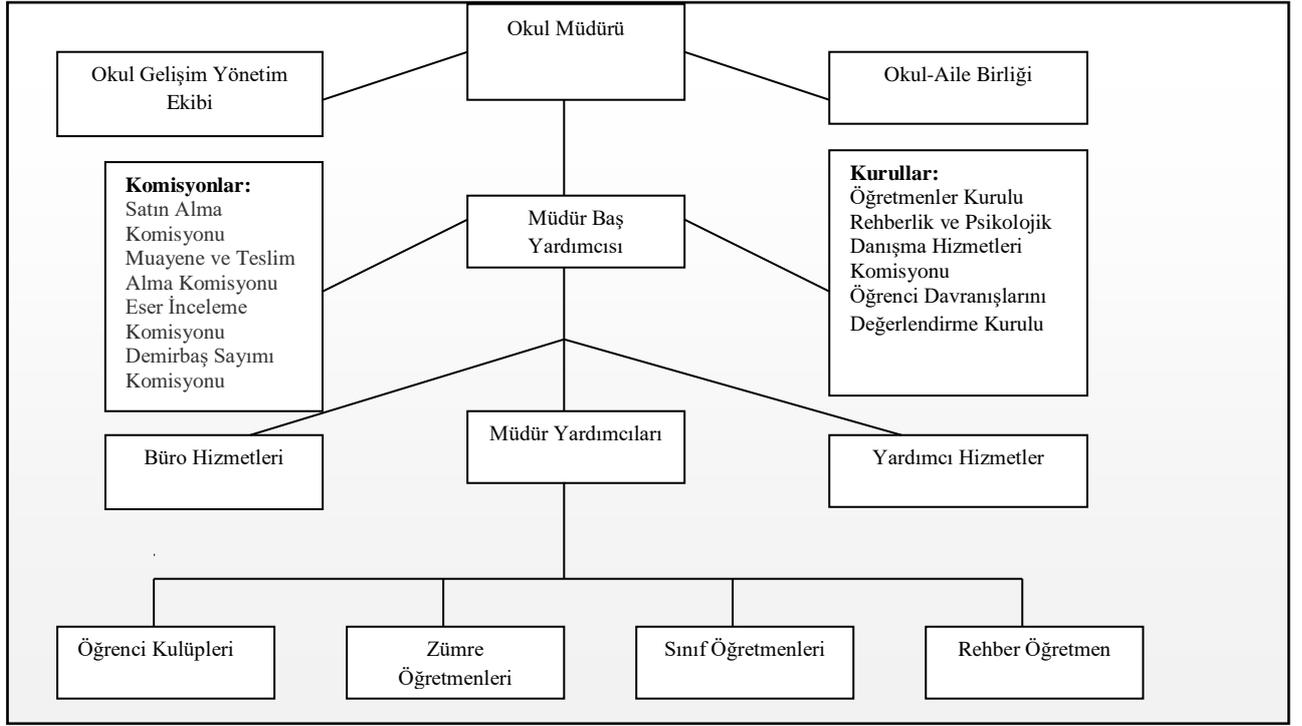 Okul Müdürü
Okul Gelişim Yönetim
Ekibi
Okul-Aile Birliği
Komisyonlar:
Satın Alma
Komisyonu
Muayene ve Teslim
Alma Komisyonu
Eser İnceleme
Komisyonu
Demirbaş Sayımı
Komisyonu
Müdür Baş
Yardımcısı
Kurullar:
Öğretmenler Kurulu
Rehberlik ve Psikolojik
Danışma Hizmetleri
Komisyonu
Öğrenci Davranışlarını
Değerlendirme Kurulu
Büro Hizmetleri
Müdür Yardımcıları
Yardımcı Hizmetler
Öğrenci Kulüpleri
Zümre
Öğretmenleri
Sınıf Öğretmenleri
Rehber Öğretmen